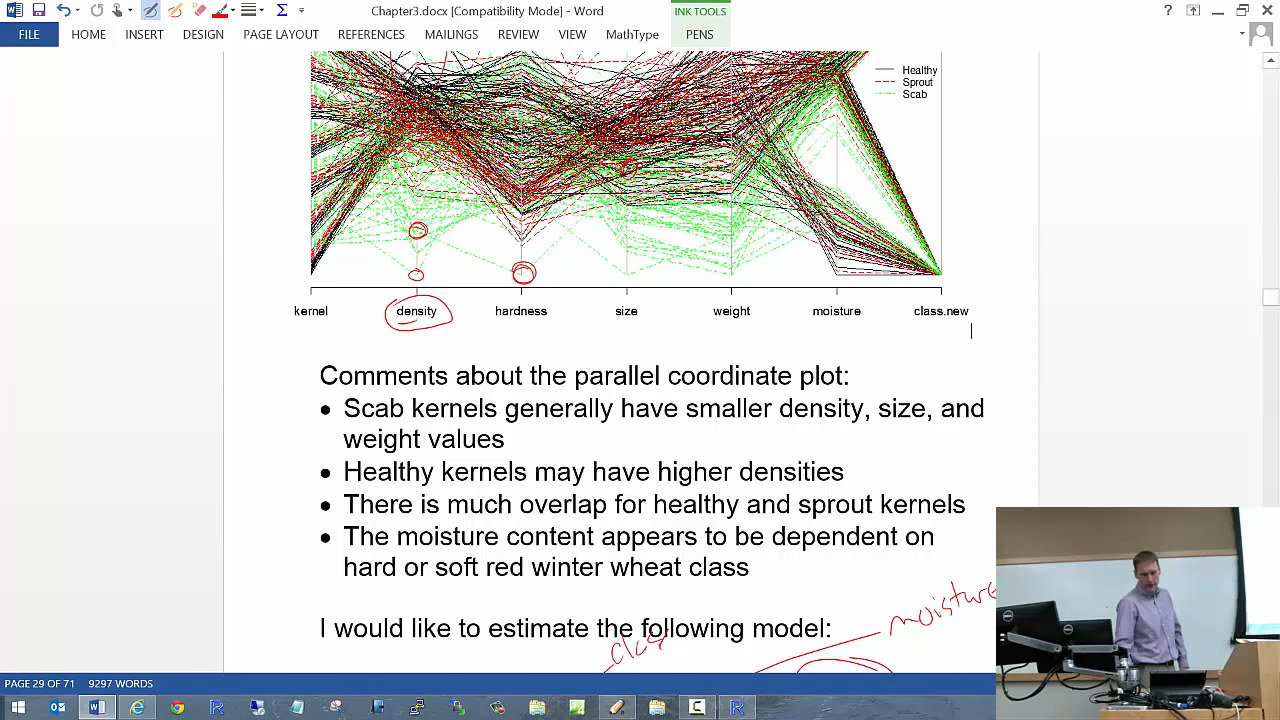 Chapter3.docx [Compatibility Mode] - Word
INK TOOLS
FILE HOME INSERT DESIGN PAGE LAYOUT REFERENCES MAILINGS REVIEW VIEW MathType PENS
Healthy
Sprout
Scab
kernel density hardness size weight moisture class.new
Comments about the parallel coordinate plot:
• Scab kernels generally have smaller density, size, and
weight values
• Healthy kernels may have higher densities
• There is much overlap for healthy and sprout kernels
• The moisture content appears to be dependent on
hard or soft red winter wheat class
moisture
I would like to estimate the following model:
PAGE 29 OF 71 9297 WORDS